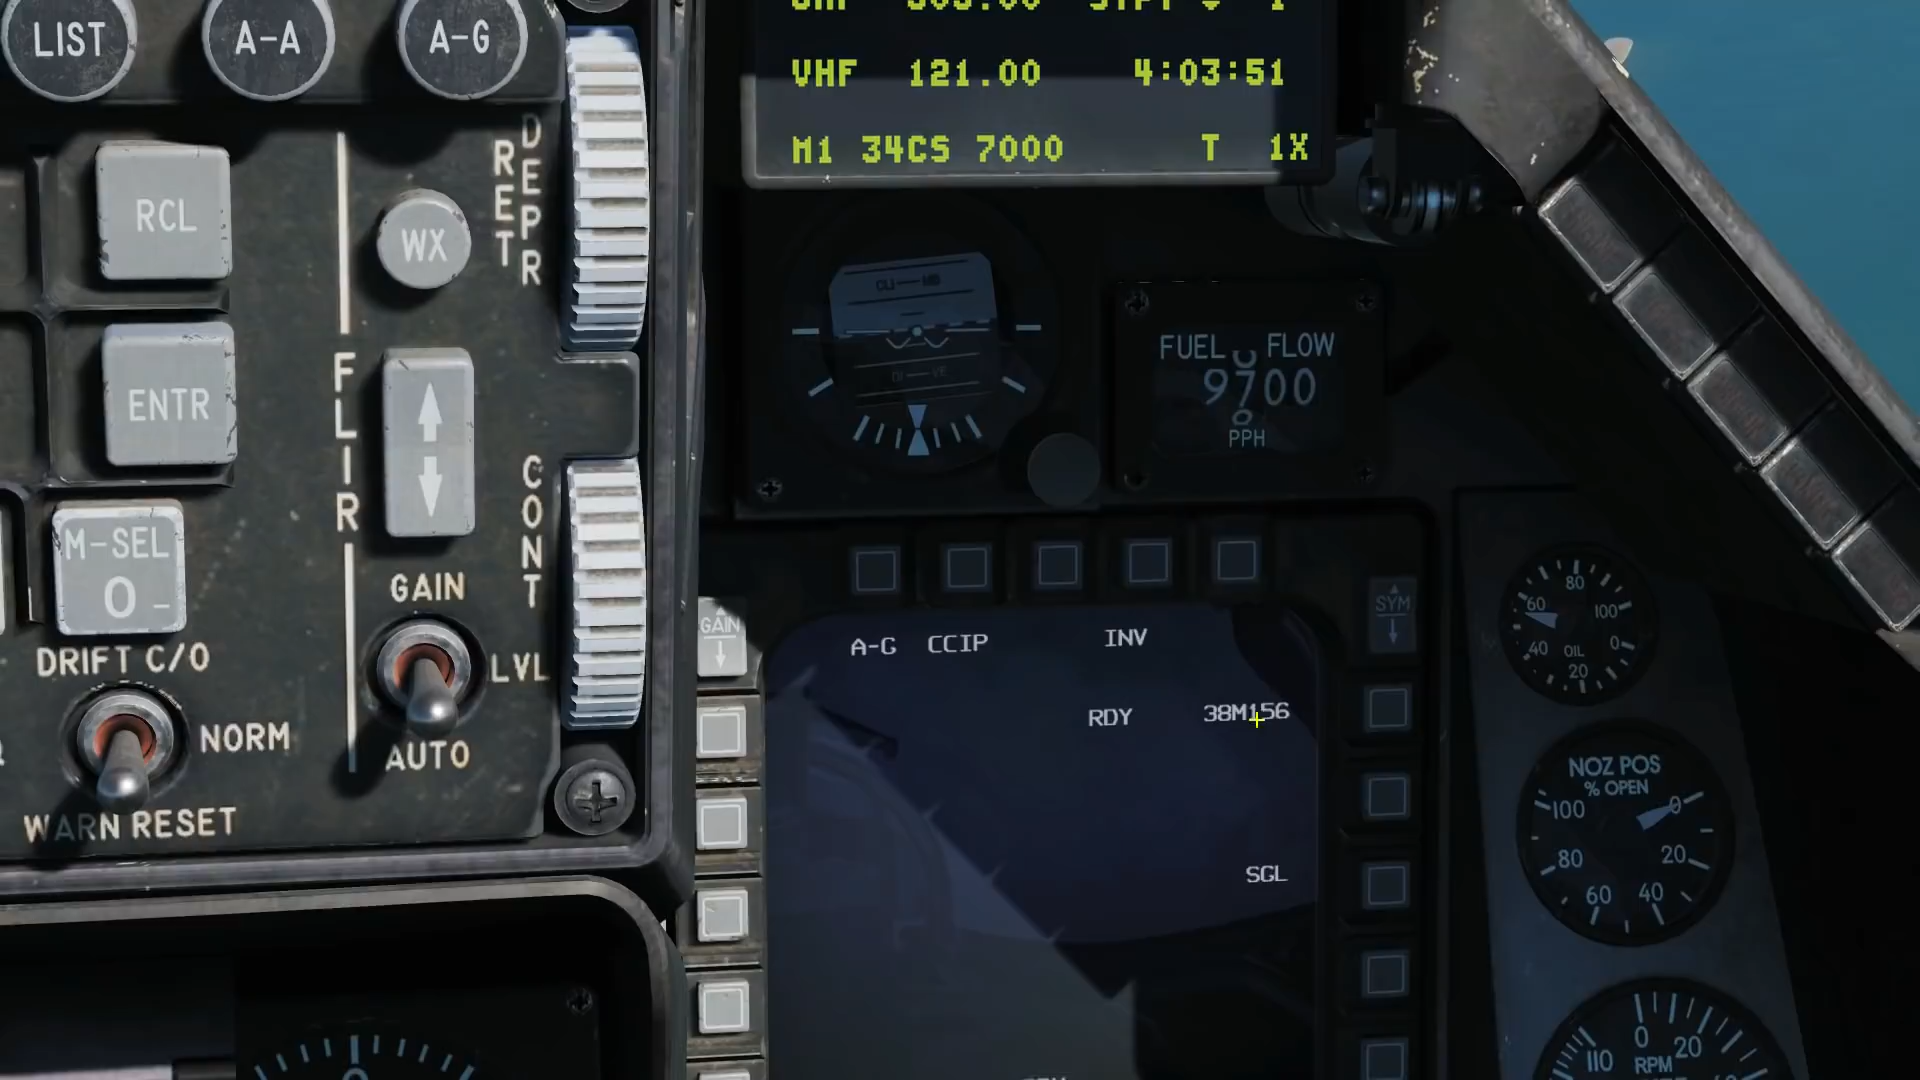 LIST
A-A
A-G
VHF 121.00 4:03:51
M1 34CS 7000 T 1X
RCL
WX
RET
DEPR
ENTR
FLIR
CONT
M-SEL
0 -
GAIN
LVL
AUTO
DRIFT C/O
NORM
WARN RESET
FUEL FLOW
9700
PPH
GAIN
SYM
A-G CCIP INV
RDY 38M156
SGL
80
60 100
40 OIL 0
20
NOZ POS
% OPEN
100 0
80 20
60 40
0
110 RPM 20